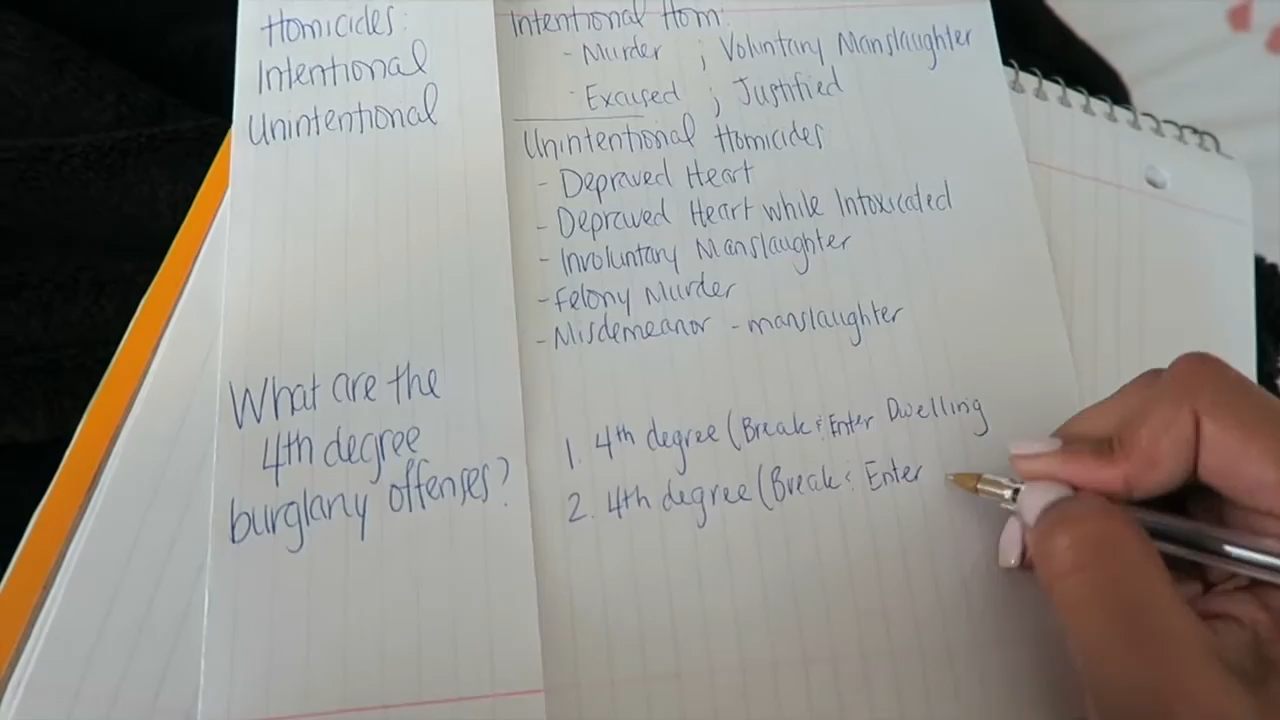 Homicides:
Intentional
Unintentional
Intentional Hom:
- Murder ; Voluntary Manslaughter
- Excused ; Justified
Unintentional Homicides
- Depraved Heart
- Depraved Heart while Intoxicated
- Involuntary Manslaughter
- Felony Murder
- Misdemeanor - manslaughter
What are the
4th degree
burglary offenses?
1. 4th degree (Break & Enter Dwelling
2. 4th degree (Break & Enter